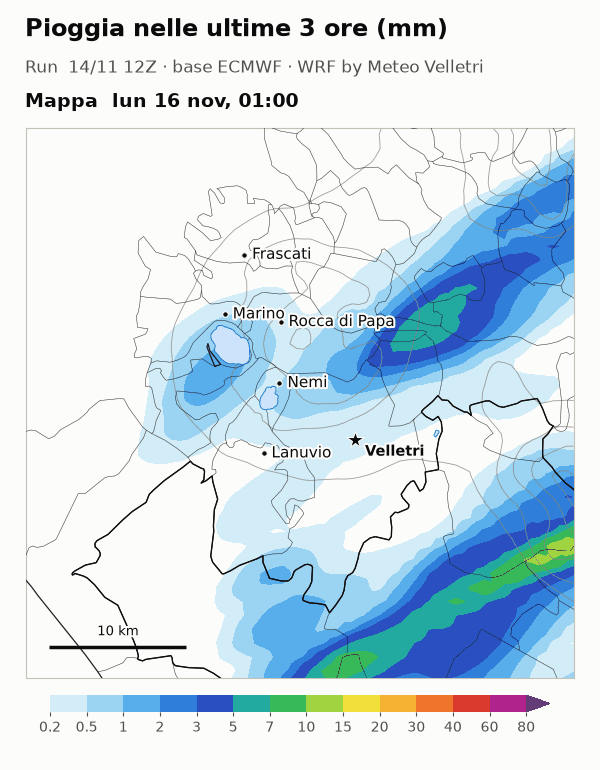 Pioggia nelle ultime 3 ore (mm)
Run  14/11 12Z · base ECMWF · WRF by Meteo Velletri
Mappa  lun 16 nov, 01:00
Frascati
Marino
Rocca di Papa
Nemi
Velletri
Lanuvio
10 km
0.2 0.5 1 2 3 5 7 10 15 20 30 40 60 80